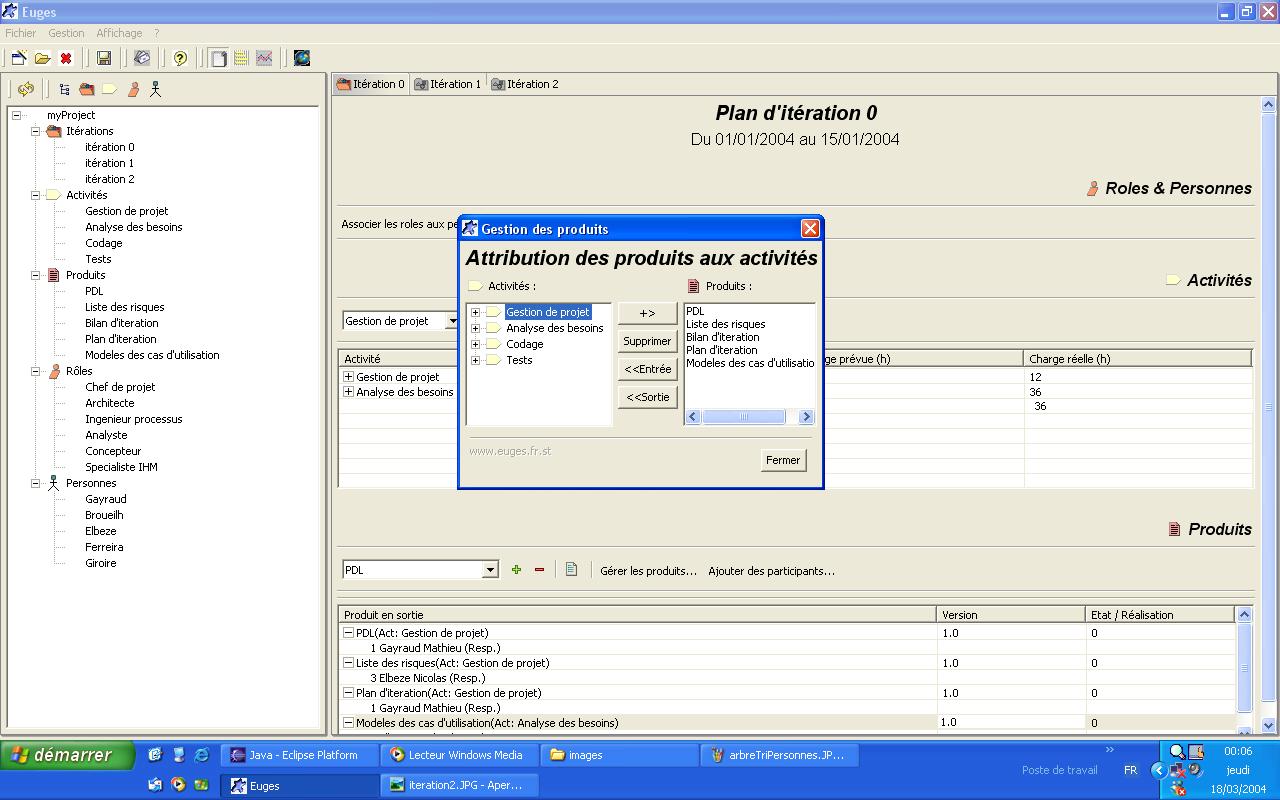 Euges
Fichier Gestion Affichage ?
myProject
Itérations
itération 0
itération 1
itération 2
Activités
Gestion de projet
Analyse des besoins
Codage
Tests
Produits
PDL
Liste des risques
Bilan d'iteration
Plan d'iteration
Modeles des cas d'utilisation
Rôles
Chef de projet
Architecte
Ingenieur processus
Analyste
Concepteur
Specialiste IHM
Personnes
Gayraud
Broueilh
Elbeze
Ferreira
Giroire
Itération 0 Itération 1 Itération 2
Plan d'itération 0
Du 01/01/2004 au 15/01/2004
Roles & Personnes
Associer les roles aux pe
Activités
Gestion de projet
Activité ge prévue (h) Charge réelle (h)
Gestion de projet 12
Analyse des besoins 36
36
Gestion des produits
Attribution des produits aux activités
Activités : Produits :
Gestion de projet
Analyse des besoins
Codage
Tests
+>
Supprimer
<<Entrée
<<Sortie
PDL
Liste des risques
Bilan d'iteration
Plan d'iteration
Modeles des cas d'utilisatio
www.euges.fr.st
Fermer
Produits
PDL Gérer les produits... Ajouter des participants...
Produit en sortie Version Etat / Réalisation
PDL(Act: Gestion de projet) 1.0 0
1 Gayraud Mathieu (Resp.)
Liste des risques(Act: Gestion de projet) 1.0 0
3 Elbeze Nicolas (Resp.)
Plan d'iteration(Act: Gestion de projet) 1.0 0
1 Gayraud Mathieu (Resp.)
Modeles des cas d'utilisation(Act: Analyse des besoins) 1.0 0
démarrer Java - Eclipse Platform Lecteur Windows Media images arbreTriPersonnes.JP... » 00:06
Euges iteration2.JPG - Aper... Poste de travail FR jeudi
18/03/2004